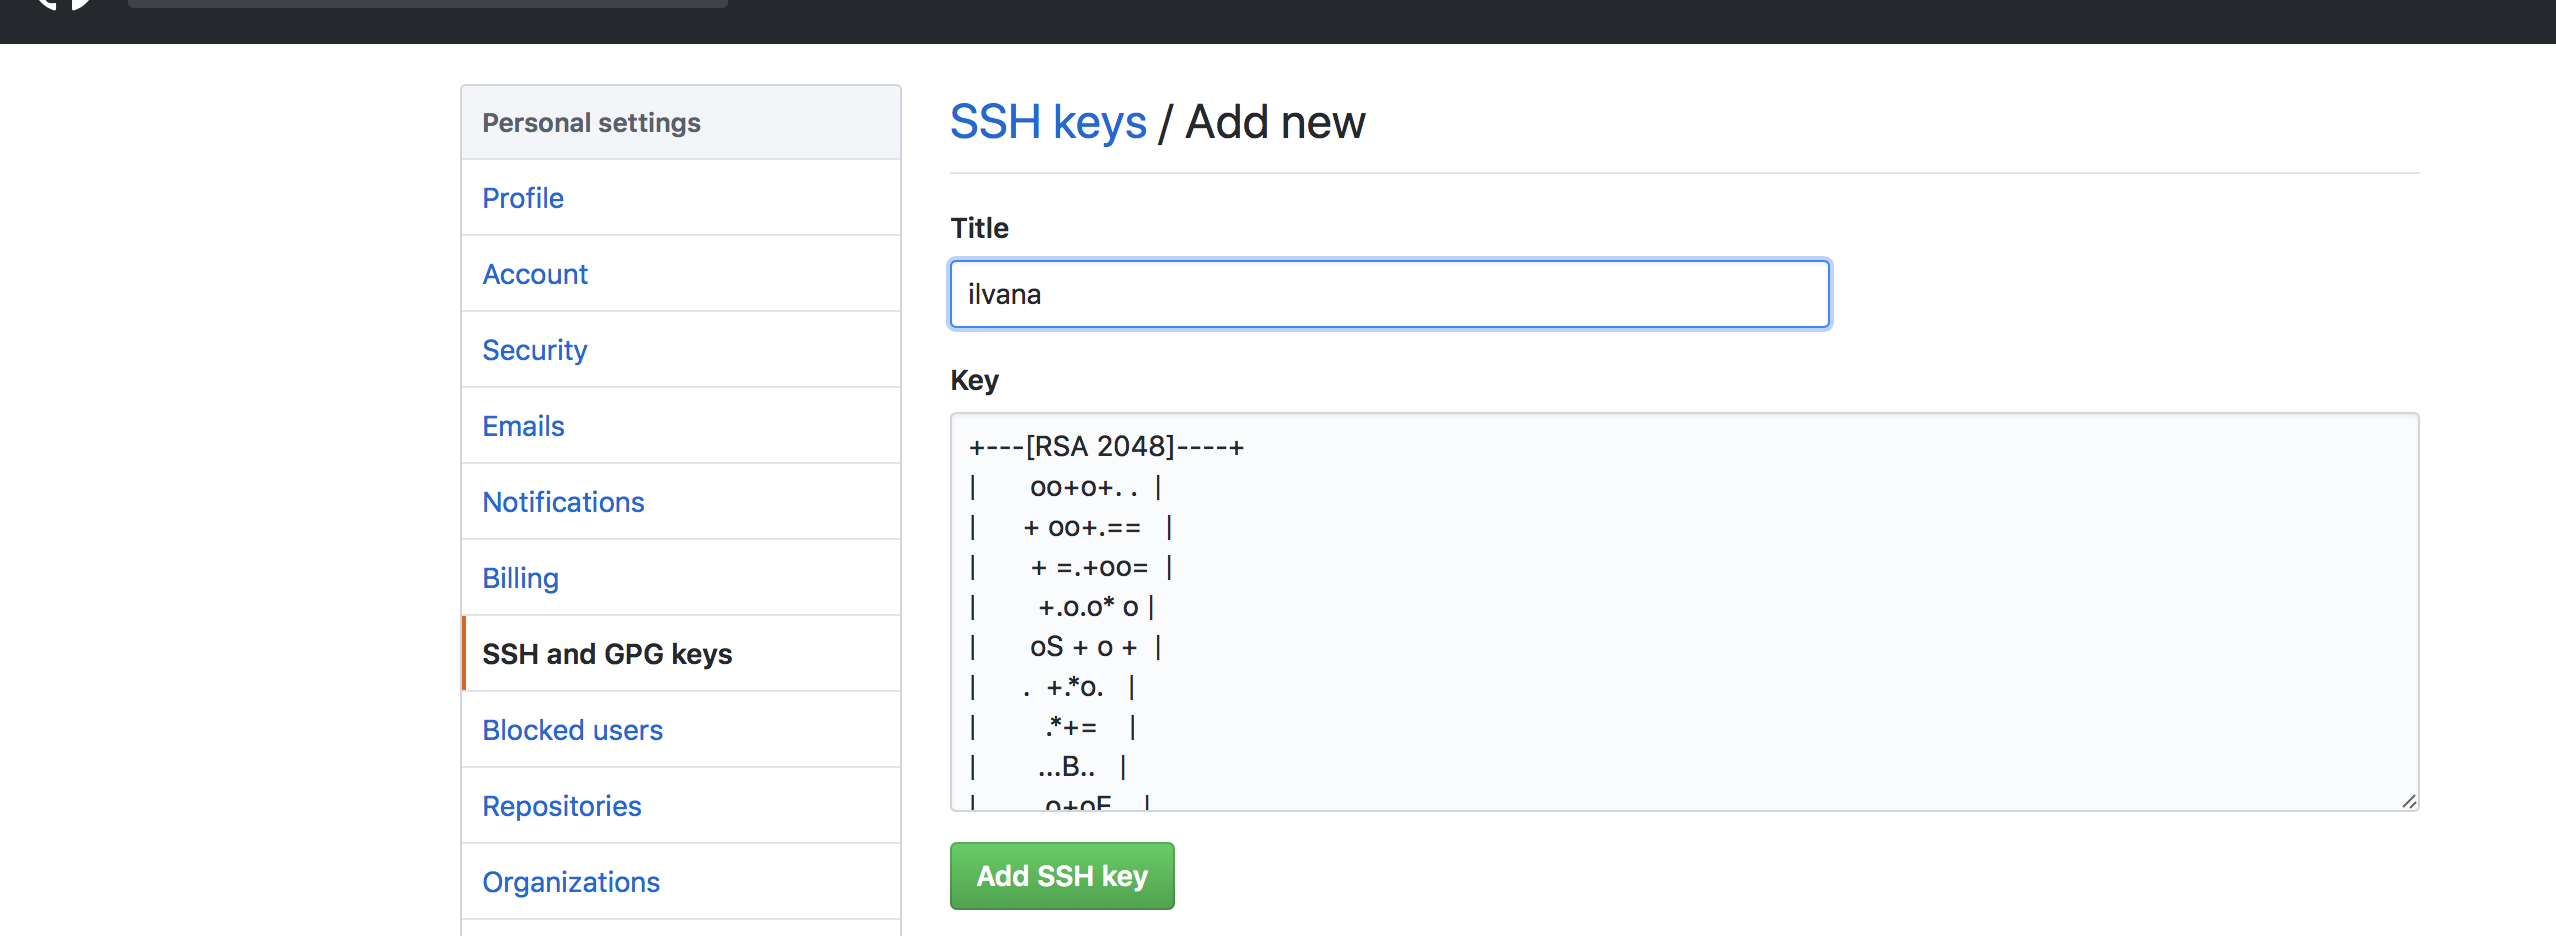 Personal settings
Profile
Account
Security
Emails
Notifications
Billing
SSH and GPG keys
Blocked users
Repositories
Organizations
SSH keys / Add new
Title
ilvana
Key
+---[RSA 2048]----+
|       oo+o+. .  |
|      + oo+.==   |
|       + =.+oo=  |
|        +.o.o* o |
|       oS + o +  |
|      .  +.*o.   |
|         .*+=    |
|        ...B..   |
|         o+oE    |
Add SSH key